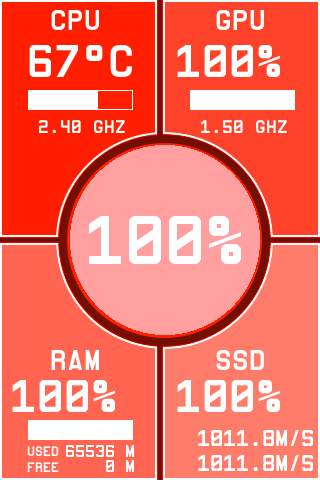 CPU
67°C
2.40 GHZ
GPU
100%
1.50 GHZ
100%
RAM
100%
USED 65536 M
FREE 0 M
SSD
100%
1011.8M/S
1011.8M/S